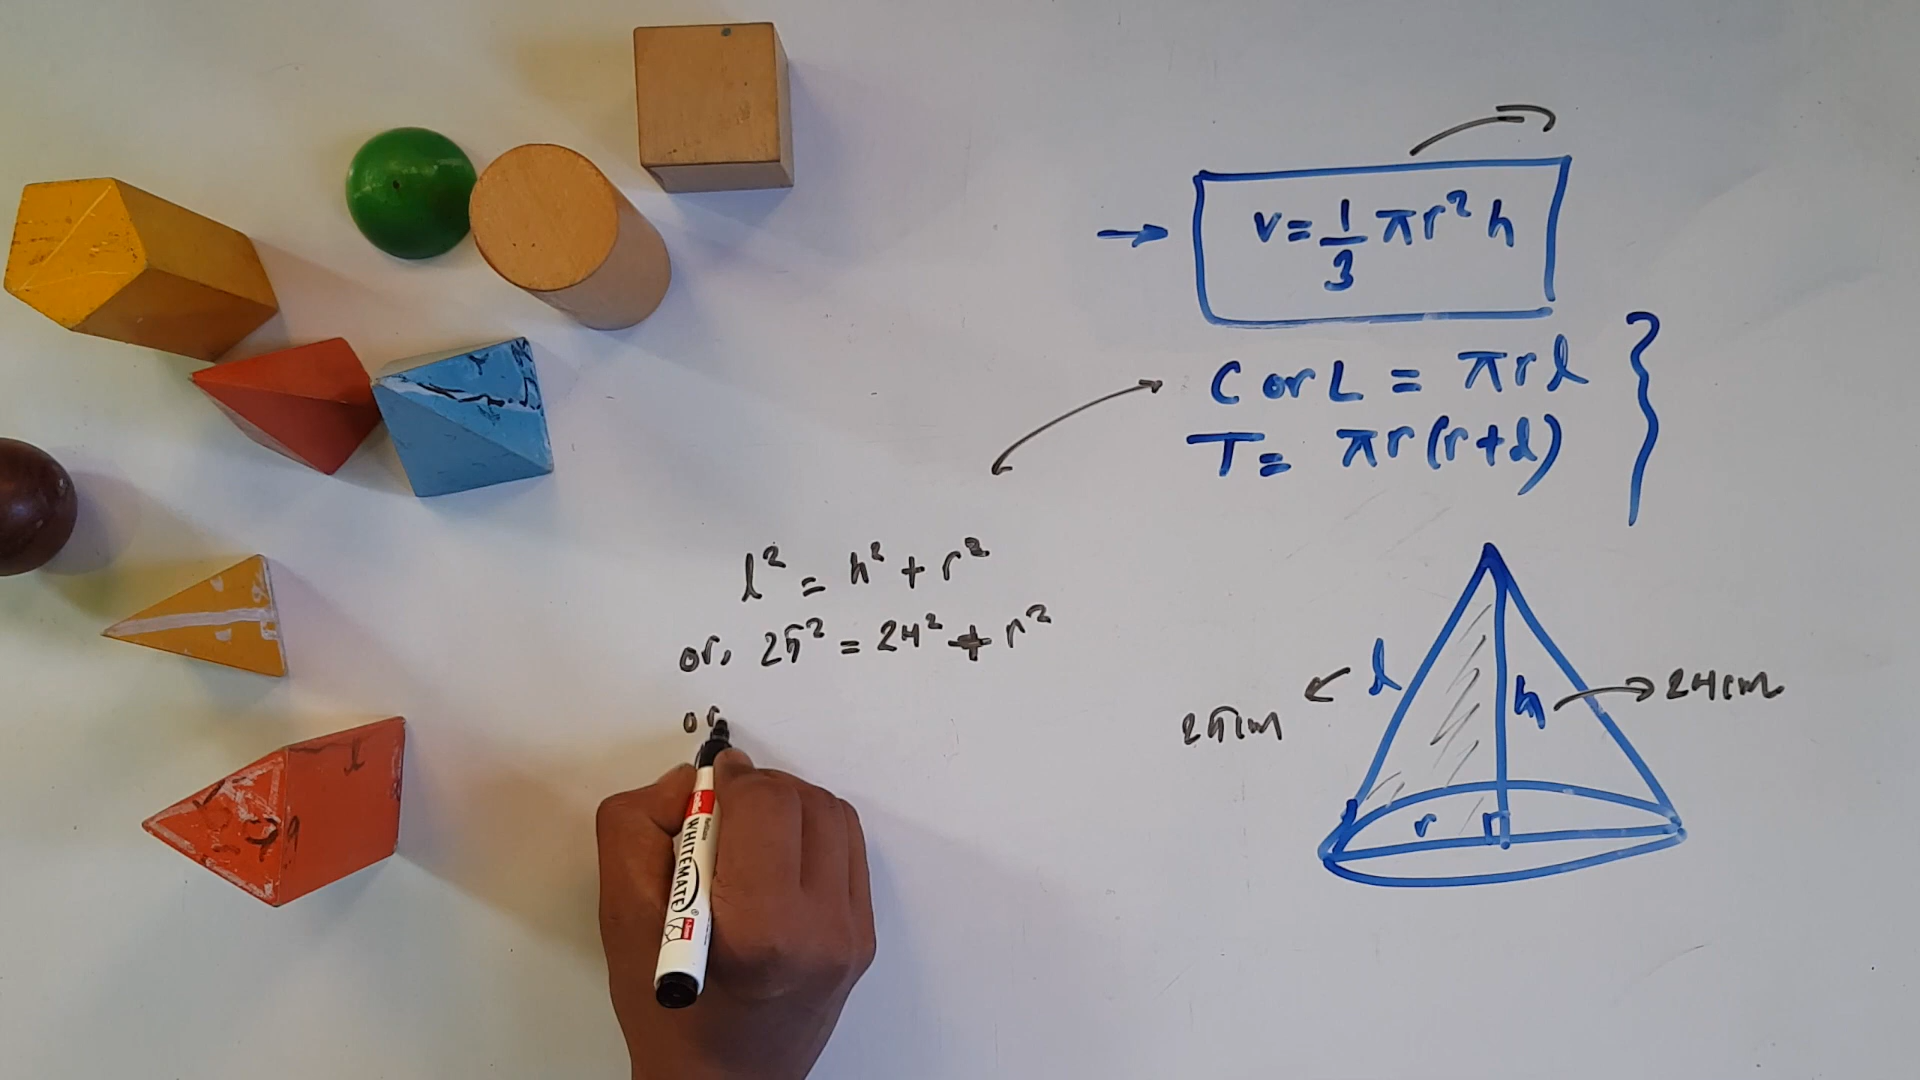 V = 1/3 πr²h
C or L = πrl
T = πr(r+l)
l² = h² + r²
or, 25² = 24² + r²
or
l
h
24cm
25cm
r
WHITEMATE